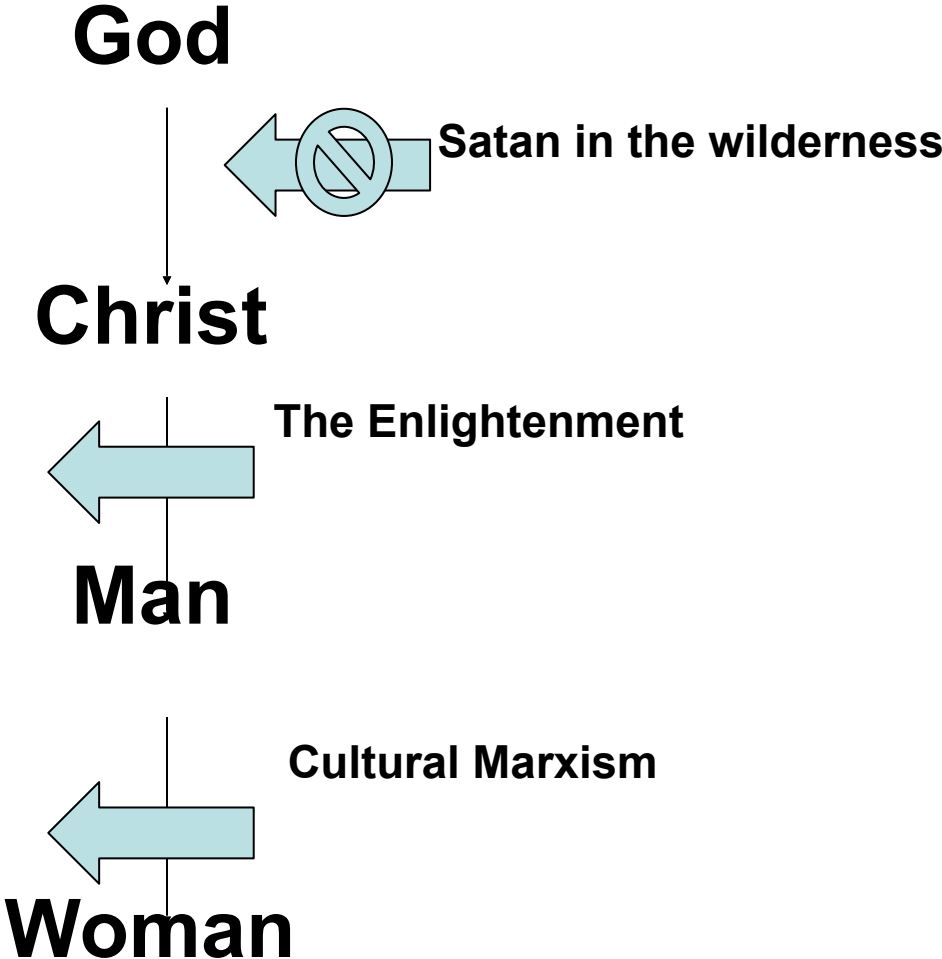 God
Satan in the wilderness
Christ
The Enlightenment
Man
Cultural Marxism
Woman